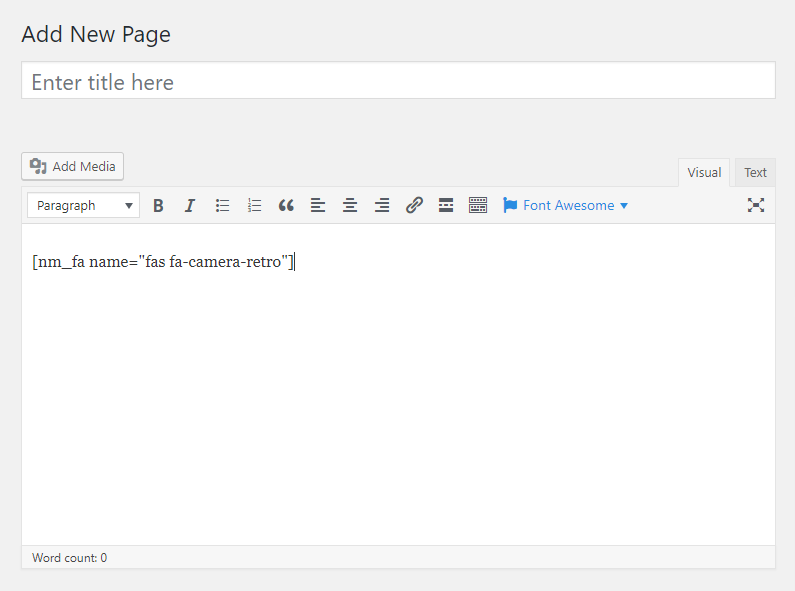 Add New Page
Enter title here
Add Media
Visual Text
Paragraph B I Font Awesome
[nm_fa name="fas fa-camera-retro"]
Word count: 0